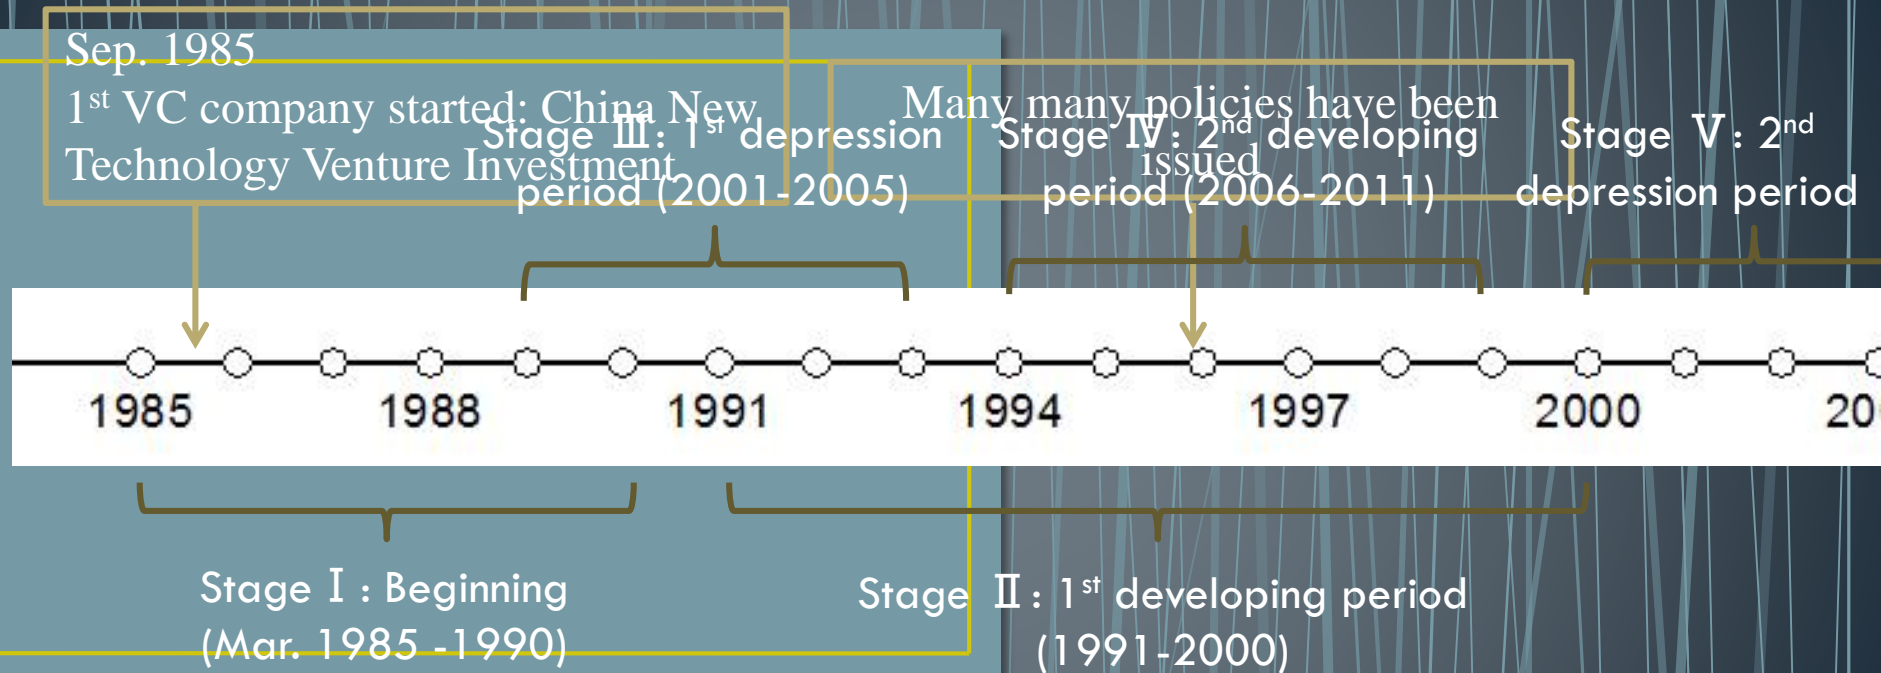 Sep. 1985
1st VC company started: China New
Technology Venture Investment
Many many policies have been
issued
Stage Ⅲ: 1st depression
period (2001-2005)
Stage Ⅳ: 2nd developing
period (2006-2011)
Stage Ⅴ: 2nd
depression period
1985 1988 1991 1994 1997 2000 20
Stage Ⅰ: Beginning
(Mar. 1985 -1990)
Stage Ⅱ: 1st developing period
(1991-2000)